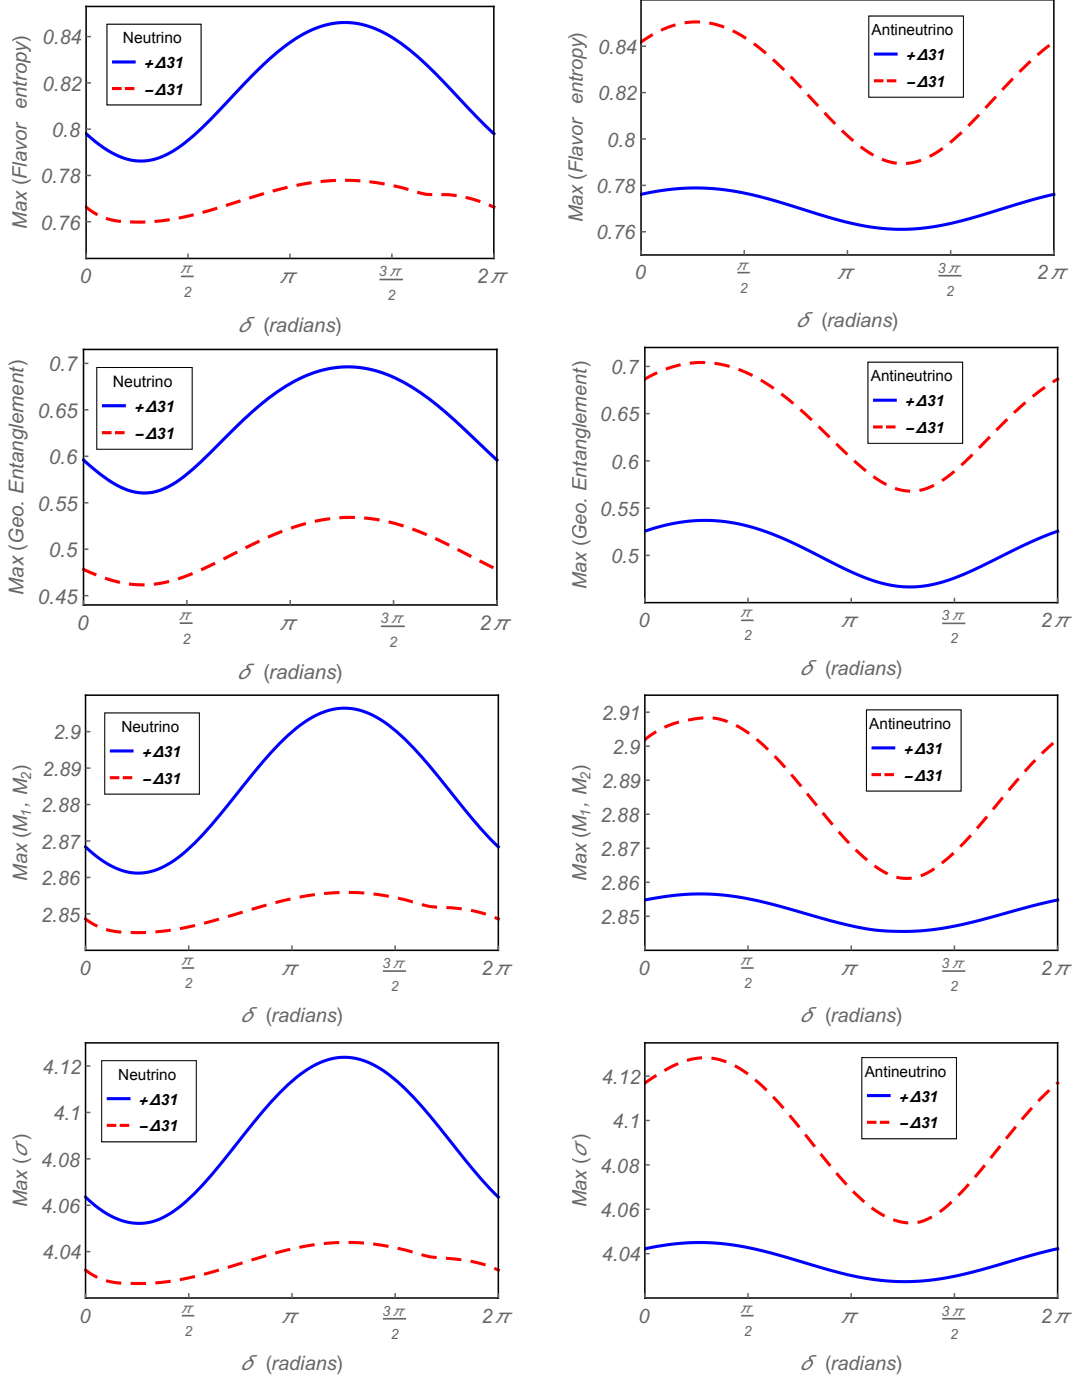 Max (Flavor entropy)
0.84
0.82
0.8
0.78
0.76
Neutrino
+Δ31
−Δ31
0
π/2
π
3π/2
2π
δ (radians)
Max (Flavor entropy)
0.84
0.82
0.8
0.78
0.76
Antineutrino
+Δ31
−Δ31
0
π/2
π
3π/2
2π
δ (radians)
Max (Geo. Entanglement)
0.7
0.65
0.6
0.55
0.5
0.45
Neutrino
+Δ31
−Δ31
0
π/2
π
3π/2
2π
δ (radians)
Max (Geo. Entanglement)
0.7
0.65
0.6
0.55
0.5
Antineutrino
+Δ31
−Δ31
0
π/2
π
3π/2
2π
δ (radians)
Max (M₁, M₂)
2.9
2.89
2.88
2.87
2.86
2.85
Neutrino
+Δ31
−Δ31
0
π/2
π
3π/2
2π
δ (radians)
Max (M₁, M₂)
2.91
2.9
2.89
2.88
2.87
2.86
2.85
Antineutrino
+Δ31
−Δ31
0
π/2
π
3π/2
2π
δ (radians)
Max (σ)
4.12
4.1
4.08
4.06
4.04
Neutrino
+Δ31
−Δ31
0
π/2
π
3π/2
2π
δ (radians)
Max (σ)
4.12
4.1
4.08
4.06
4.04
Antineutrino
+Δ31
−Δ31
0
π/2
π
3π/2
2π
δ (radians)